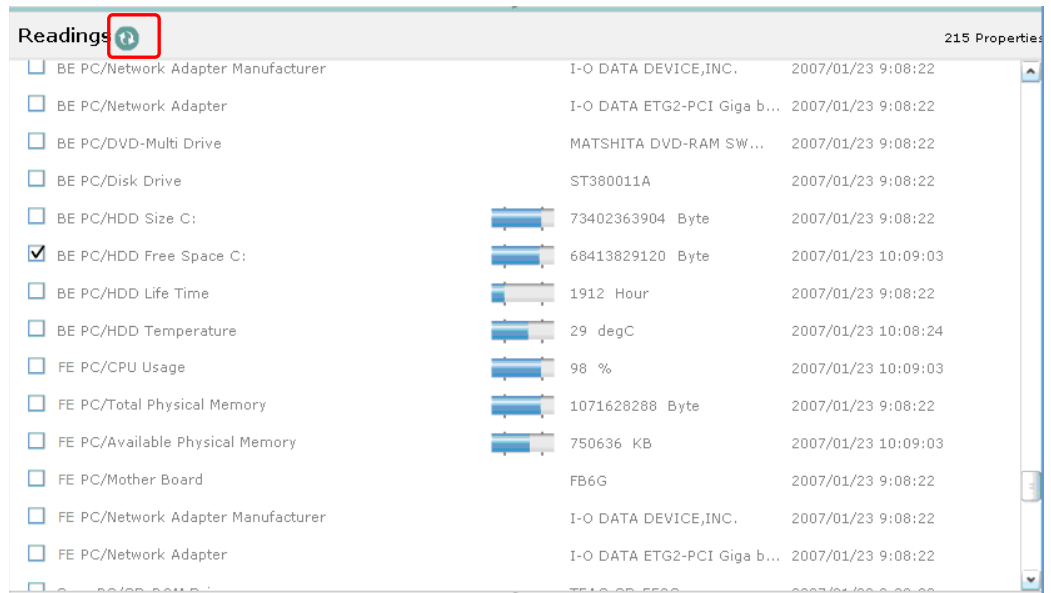 Readings
215 Properties
BE PC/Network Adapter Manufacturer I-O DATA DEVICE,INC. 2007/01/23 9:08:22
BE PC/Network Adapter I-O DATA ETG2-PCI Giga b... 2007/01/23 9:08:22
BE PC/DVD-Multi Drive MATSHITA DVD-RAM SW... 2007/01/23 9:08:22
BE PC/Disk Drive ST380011A 2007/01/23 9:08:22
BE PC/HDD Size C: 73402363904 Byte 2007/01/23 9:08:22
BE PC/HDD Free Space C: 68413829120 Byte 2007/01/23 10:09:03
BE PC/HDD Life Time 1912 Hour 2007/01/23 9:08:22
BE PC/HDD Temperature 29 degC 2007/01/23 10:08:24
FE PC/CPU Usage 98 % 2007/01/23 10:09:03
FE PC/Total Physical Memory 1071628288 Byte 2007/01/23 9:08:22
FE PC/Available Physical Memory 750636 KB 2007/01/23 10:09:03
FE PC/Mother Board FB6G 2007/01/23 9:08:22
FE PC/Network Adapter Manufacturer I-O DATA DEVICE,INC. 2007/01/23 9:08:22
FE PC/Network Adapter I-O DATA ETG2-PCI Giga b... 2007/01/23 9:08:22